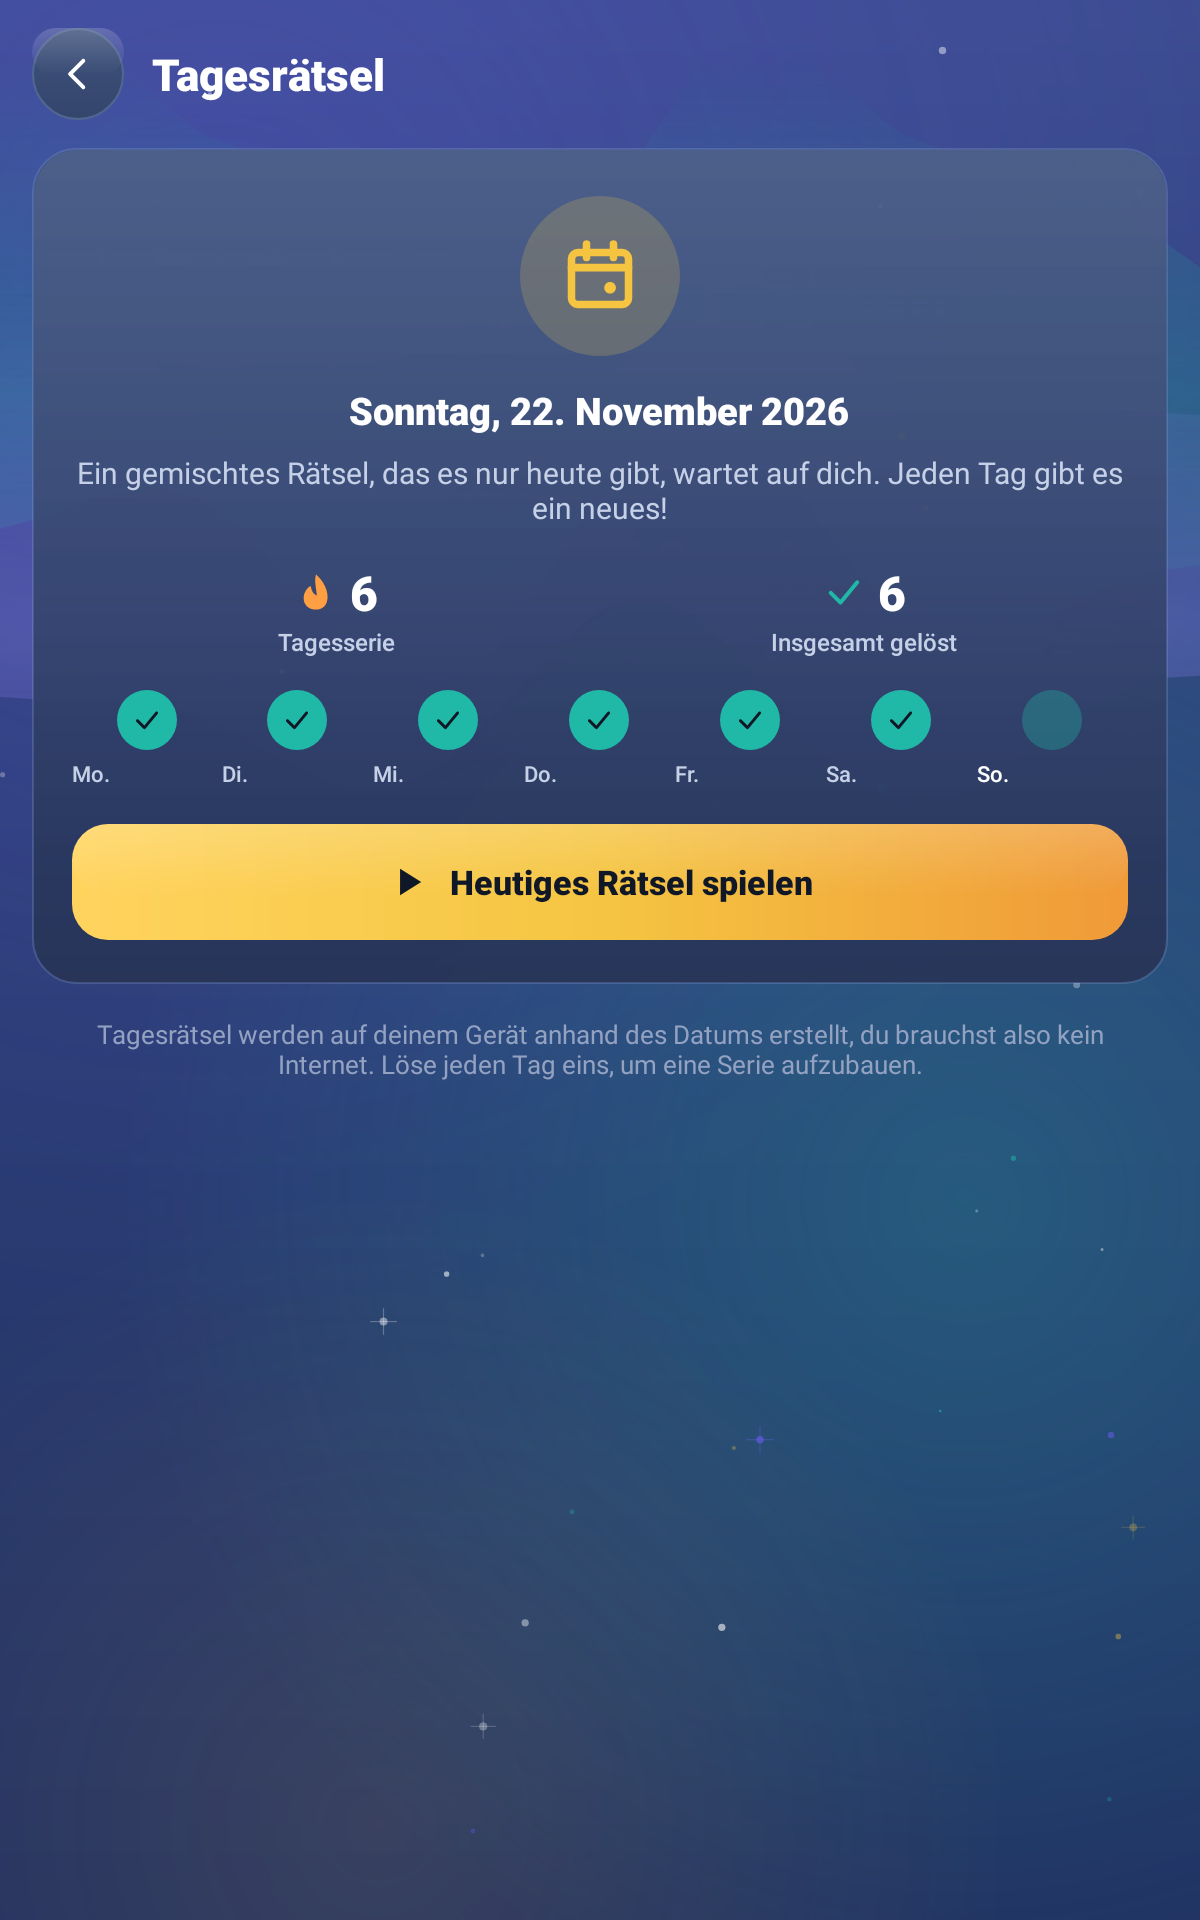 Tagesrätsel
Sonntag, 22. November 2026
Ein gemischtes Rätsel, das es nur heute gibt, wartet auf dich. Jeden Tag gibt es
ein neues!
6
Tagesserie
6
Insgesamt gelöst
Mo.
Di.
Mi.
Do.
Fr.
Sa.
So.
Heutiges Rätsel spielen
Tagesrätsel werden auf deinem Gerät anhand des Datums erstellt, du brauchst also kein
Internet. Löse jeden Tag eins, um eine Serie aufzubauen.